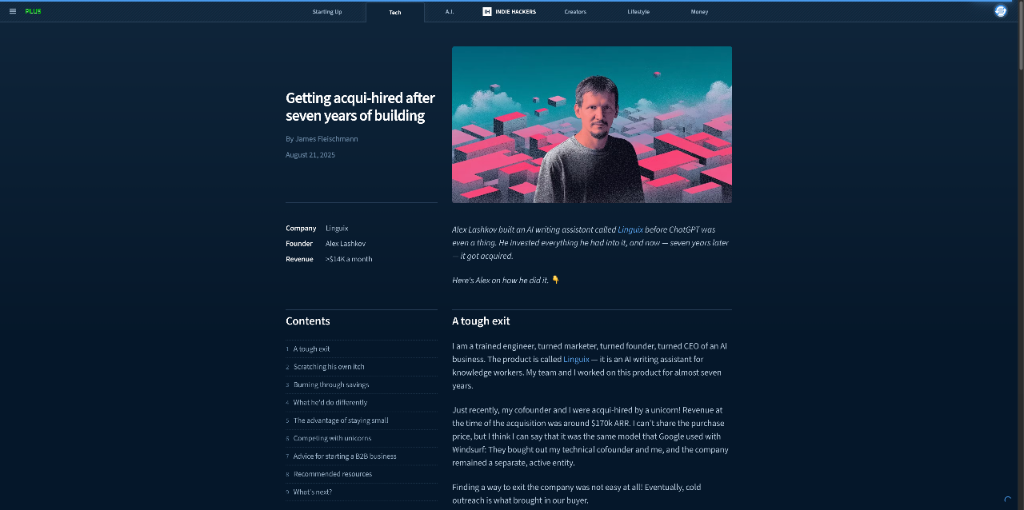 PLUS
Starting Up
Tech
A.I.
IH INDIE HACKERS
Creators
Lifestyle
Money
Getting acqui-hired after
seven years of building
By James Fleischmann
August 21, 2025
Company Linguix
Founder Alex Lashkov
Revenue >$14K a month
Alex Lashkov built an AI writing assistant called Linguix before ChatGPT was
even a thing. He invested everything he had into it, and now — seven years later
— it got acquired.
Here's Alex on how he did it. 👇
Contents
1 A tough exit
2 Scratching his own itch
3 Burning through savings
4 What he'd do differently
5 The advantage of staying small
6 Competing with unicorns
7 Advice for starting a B2B business
8 Recommended resources
9 What's next?
A tough exit
I am a trained engineer, turned marketer, turned founder, turned CEO of an AI
business. The product is called Linguix — it is an AI writing assistant for
knowledge workers. My team and I worked on this product for almost seven
years.
Just recently, my cofounder and I were acqui-hired by a unicorn! Revenue at
the time of the acquisition was around $170k ARR. I can't share the purchase
price, but I think I can say that it was the same model that Google used with
Windsurf: They bought out my technical cofounder and me, and the company
remained a separate, active entity.
Finding a way to exit the company was not easy at all! Eventually, cold
outreach is what brought in our buyer.